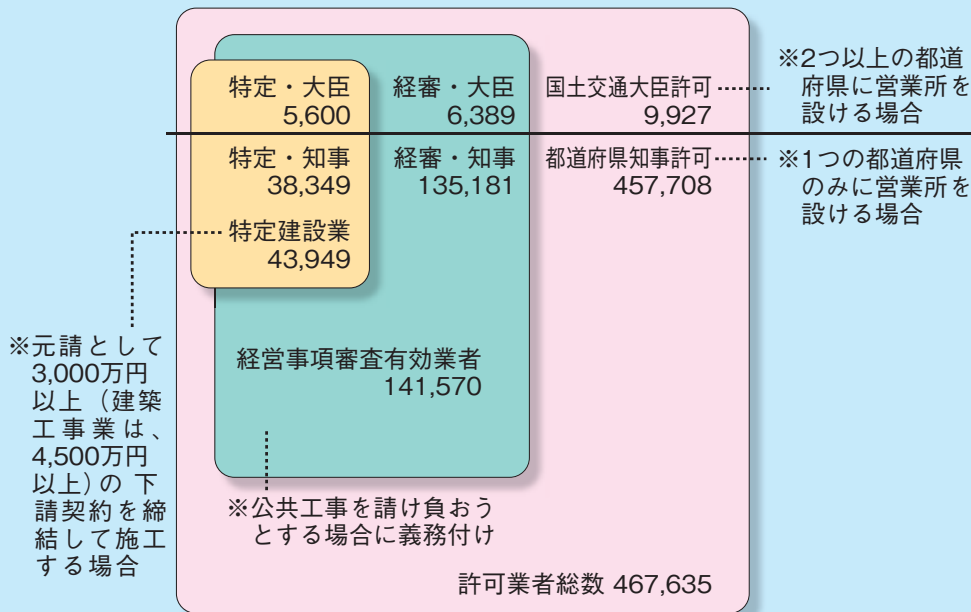 特定・大臣
5,600
経審・大臣
6,389
国土交通大臣許可
9,927
※2つ以上の都道
府県に営業所を
設ける場合
特定・知事
38,349
経審・知事
135,181
都道府県知事許可
457,708
※1つの都道府県
のみに営業所を
設ける場合
特定建設業
43,949
※元請として
3,000万円
以上（建築
工事業は、
4,500万円
以上）の下
請契約を締
結して施工
する場合
経営事項審査有効業者
141,570
※公共工事を請け負おう
とする場合に義務付け
許可業者総数 467,635